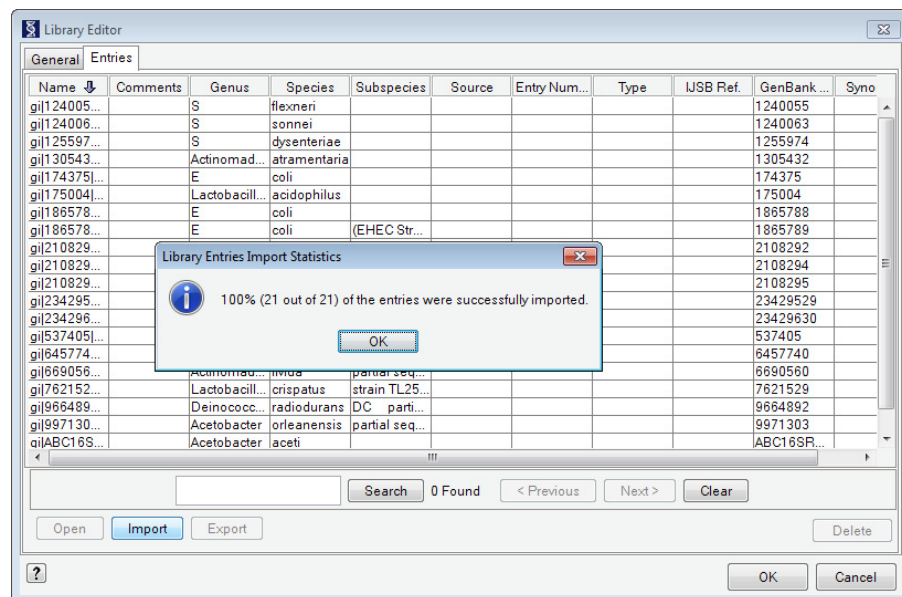 Library Editor
General Entries
Name Comments Genus Species Subspecies Source Entry Num... Type IJSB Ref. GenBank ... Syno
gi|124005... S flexneri 1240055
gi|124006... S sonnei 1240063
gi|125597... S dysenteriae 1255974
gi|130543... Actinomad... atramentaria 1305432
gi|174375|... E coli 174375
gi|175004|... Lactobacill... acidophilus 175004
gi|186578... E coli 1865788
gi|186578... E coli (EHEC Str... 1865789
gi|210829... 2108292
gi|210829... 2108294
gi|210829... 2108295
gi|234295... 23429529
gi|234296... 23429630
gi|537405|... 537405
gi|645774... 6457740
gi|669056... Actinomad... livida partial seq... 6690560
gi|762152... Lactobacill... crispatus strain TL25... 7621529
gi|966489... Deinococc... radiodurans DC parti... 9664892
gi|997130... Acetobacter orleanensis partial seq... 9971303
gi|ABC16S... Acetobacter aceti ABC16SR...
Library Entries Import Statistics
100% (21 out of 21) of the entries were successfully imported.
OK
Search 0 Found < Previous Next > Clear
Open Import Export Delete
? OK Cancel